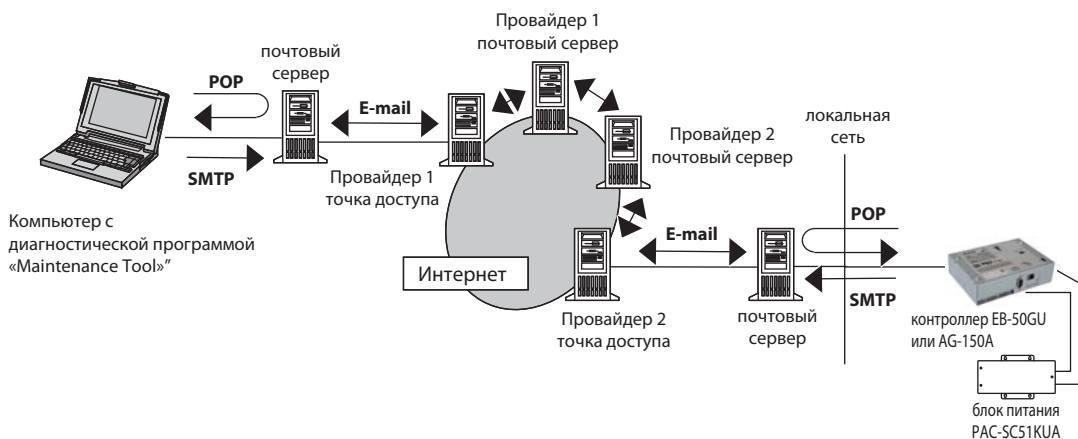 Провайдер 1
почтовый сервер
почтовый
сервер
POP
E-mail
SMTP
Провайдер 1
точка доступа
Компьютер с
диагностической программой
«Maintenance Tool»”
Интернет
Провайдер 2
почтовый сервер
локальная
сеть
E-mail
POP
SMTP
Провайдер 2
точка доступа
почтовый
сервер
контроллер EB-50GU
или AG-150A
блок питания
PAC-SC51KUA